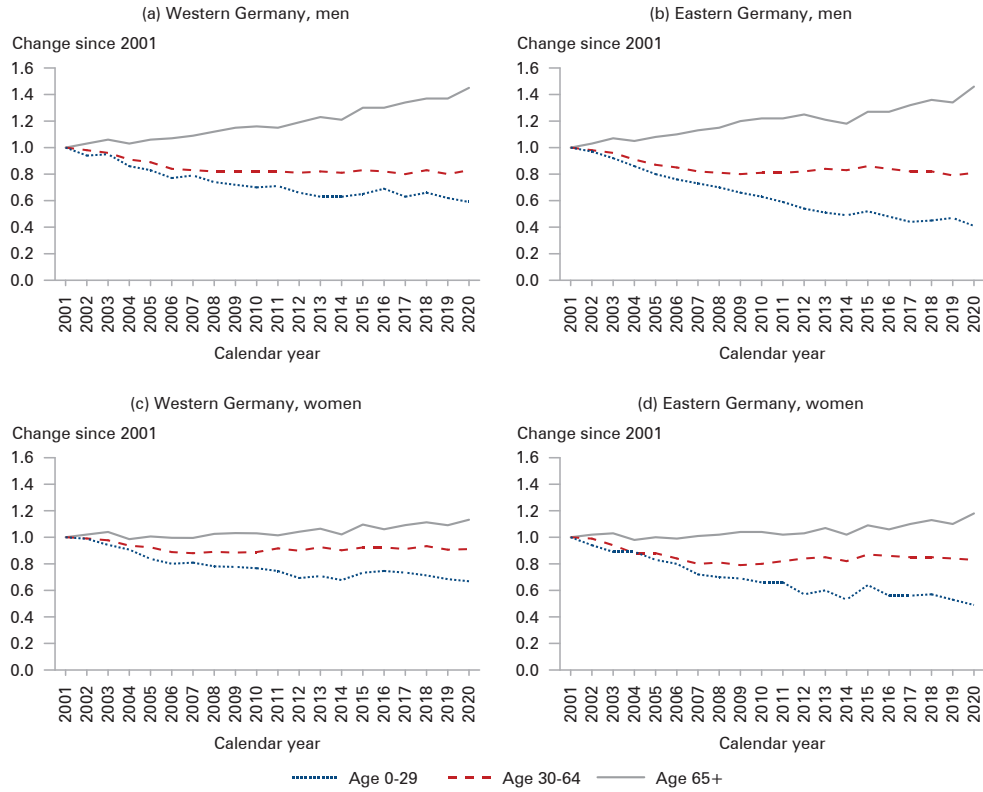 (a) Western Germany, men
Change since 2001
1.6
1.4
1.2
1.0
0.8
0.6
0.4
0.2
0.0
2001 2002 2003 2004 2005 2006 2007 2008 2009 2010 2011 2012 2013 2014 2015 2016 2017 2018 2019 2020
Calendar year
(b) Eastern Germany, men
Change since 2001
1.6
1.4
1.2
1.0
0.8
0.6
0.4
0.2
0.0
2001 2002 2003 2004 2005 2006 2007 2008 2009 2010 2011 2012 2013 2014 2015 2016 2017 2018 2019 2020
Calendar year
(c) Western Germany, women
Change since 2001
1.6
1.4
1.2
1.0
0.8
0.6
0.4
0.2
0.0
2001 2002 2003 2004 2005 2006 2007 2008 2009 2010 2011 2012 2013 2014 2015 2016 2017 2018 2019 2020
Calendar year
(d) Eastern Germany, women
Change since 2001
1.6
1.4
1.2
1.0
0.8
0.6
0.4
0.2
0.0
2001 2002 2003 2004 2005 2006 2007 2008 2009 2010 2011 2012 2013 2014 2015 2016 2017 2018 2019 2020
Calendar year
Age 0-29 Age 30-64 Age 65+